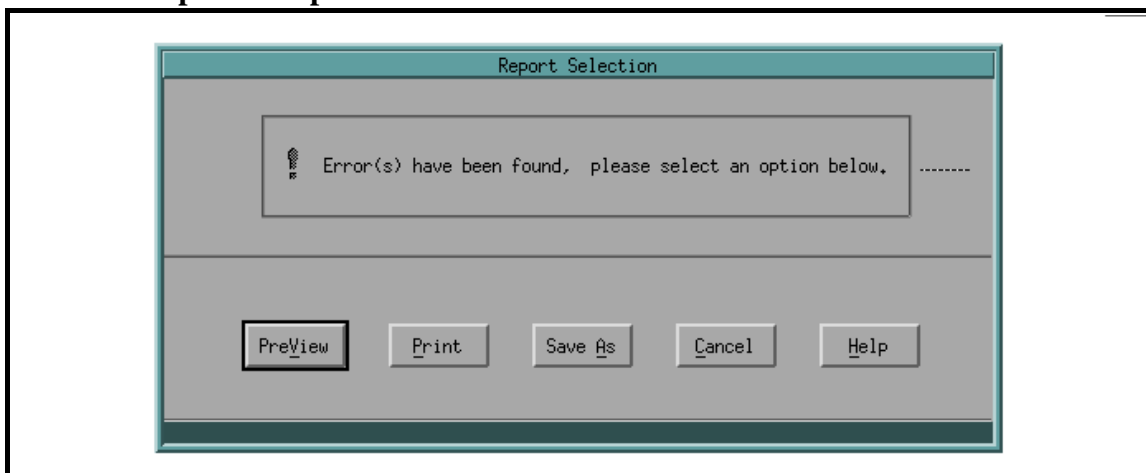 Report Selection
Error(s) have been found, please select an option below.
PreView
Print
Save As
Cancel
Help